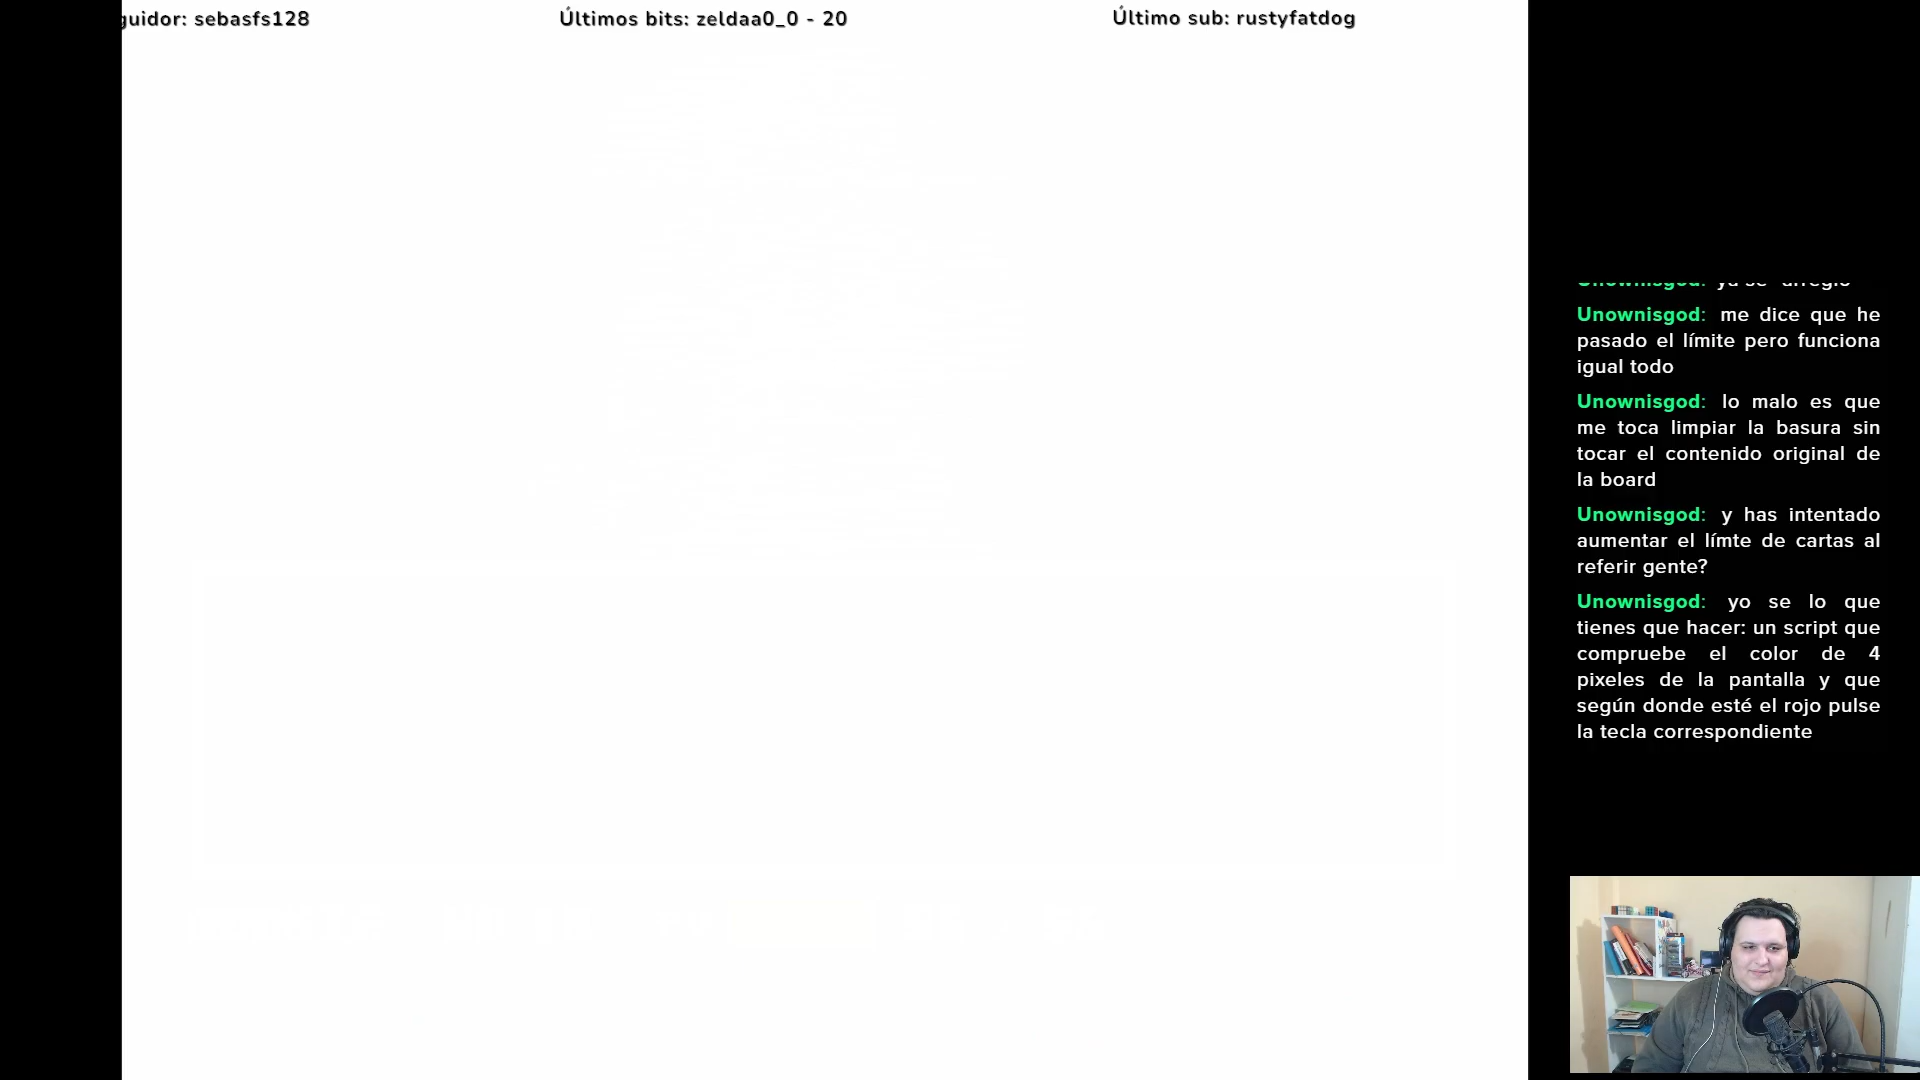 guidor: sebasfs128
Últimos bits: zeldaa0_0 - 20
Último sub: rustyfatdog
Unownisgod: ya se arregló
Unownisgod: me dice que he
pasado el límite pero funciona
igual todo
Unownisgod: lo malo es que
me toca limpiar la basura sin
tocar el contenido original de
la board
Unownisgod: y has intentado
aumentar el límte de cartas al
referir gente?
Unownisgod: yo se lo que
tienes que hacer: un script que
compruebe el color de 4
pixeles de la pantalla y que
según donde esté el rojo pulse
la tecla correspondiente